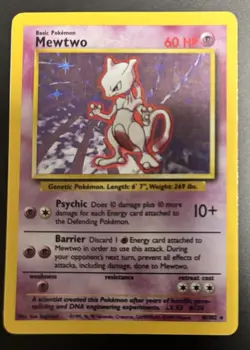 Basic Pokémon
Mewtwo
60 HP
Genetic Pokémon. Length: 6' 7", Weight: 269 lbs.
Psychic Does 10 damage plus 10 more
damage for each Energy card attached to
the Defending Pokémon.
10+
Barrier Discard 1 Energy card attached to
Mewtwo in order to use this attack. During your
opponent's next turn, prevent all effects of
attacks, including damage, done to Mewtwo.
weakness
resistance
retreat cost
A scientist created this Pokémon after years of horrific gene-
splicing and DNA engineering experiments. LV. 53 #150